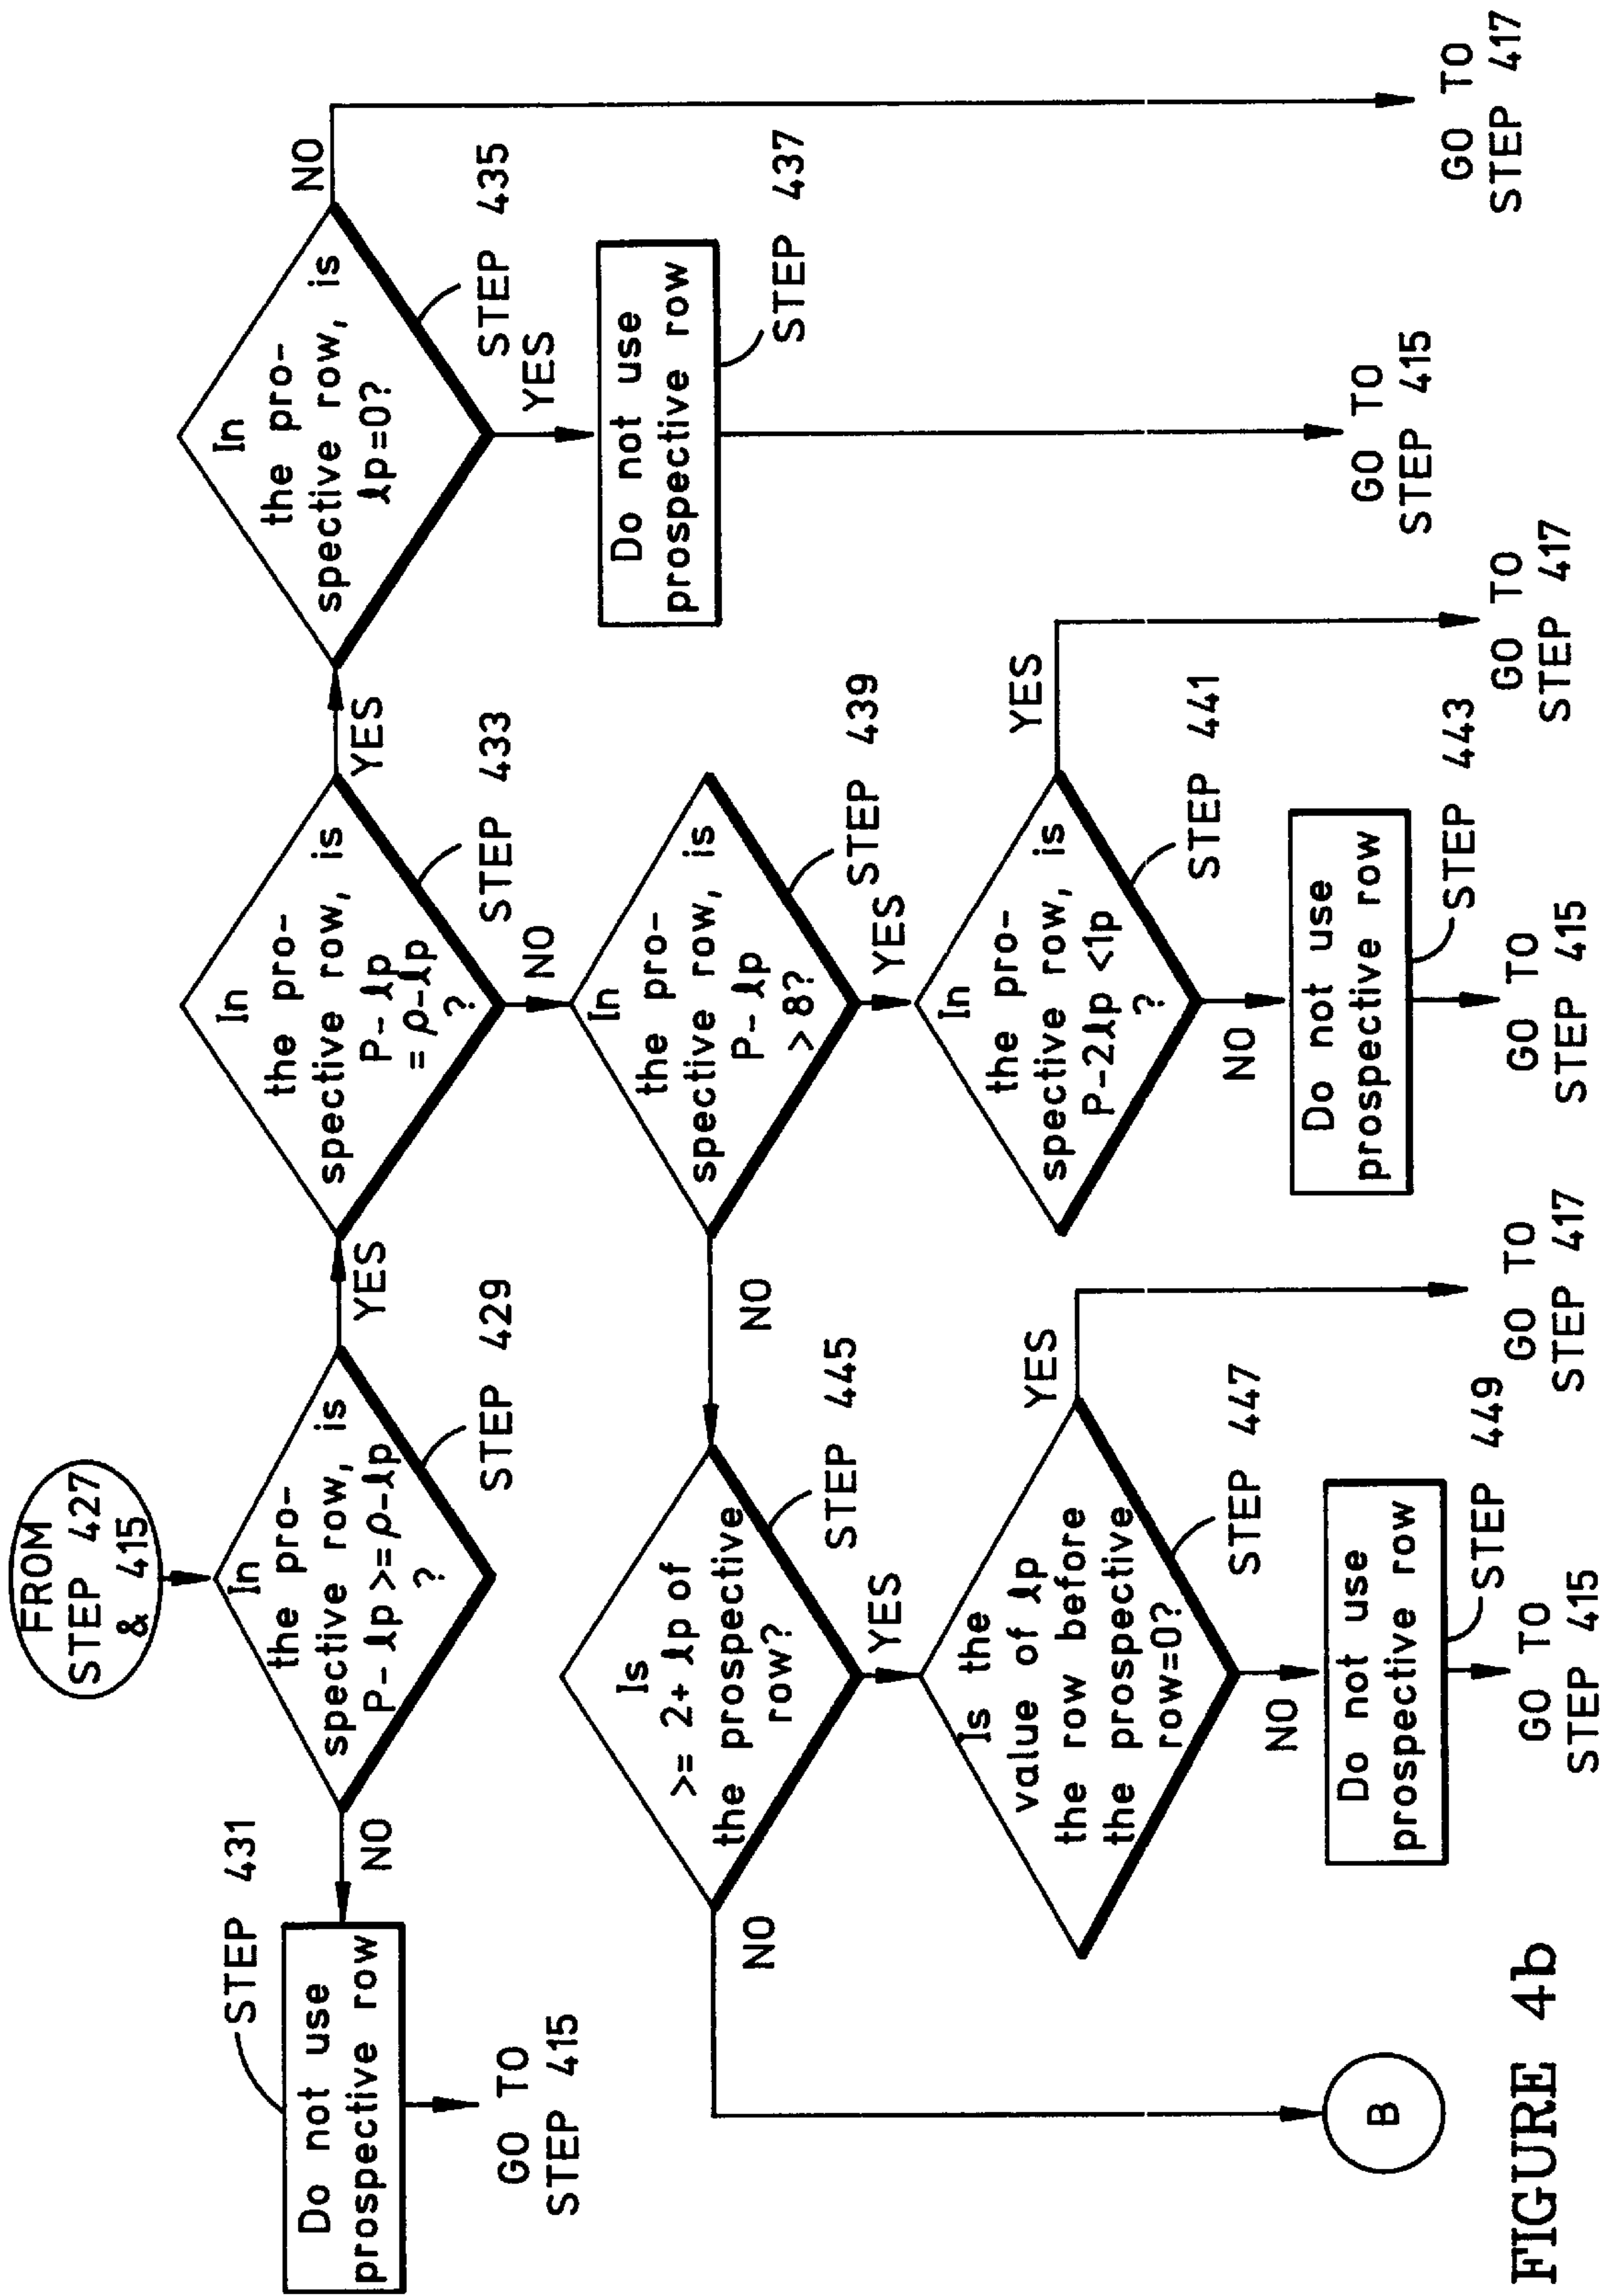 FROM
STEP 427
& 415
In
the pro-
spective row, is
P-ℓp >= ρ-ℓp
?
STEP 429
NO
STEP 431
Do not use
prospective row
GO TO
STEP 415
YES
In
the pro-
spective row, is
P-ℓp
= ρ-ℓp
?
STEP 433
YES
In
the pro-
spective row, is
ℓp=0?
STEP 435
NO
GO TO
STEP 417
YES
Do not use
prospective row
STEP 437
GO TO
STEP 415
NO
In
the pro-
spective row, is
P-ℓp
> 8?
STEP 439
YES
In
the pro-
spective row, is
P-2ℓp <1p
?
STEP 441
YES
GO TO
STEP 417
NO
Do not use
prospective row
STEP 443
GO TO
STEP 415
NO
Is
>= 2+ ℓp of
the prospective
row?
STEP 445
NO
B
YES
Is the
value of ℓp
the row before
the prospective
row=0?
STEP 447
YES
GO TO
STEP 417
NO
Do not use
prospective row
STEP 449
GO TO
STEP 415
FIGURE 4b